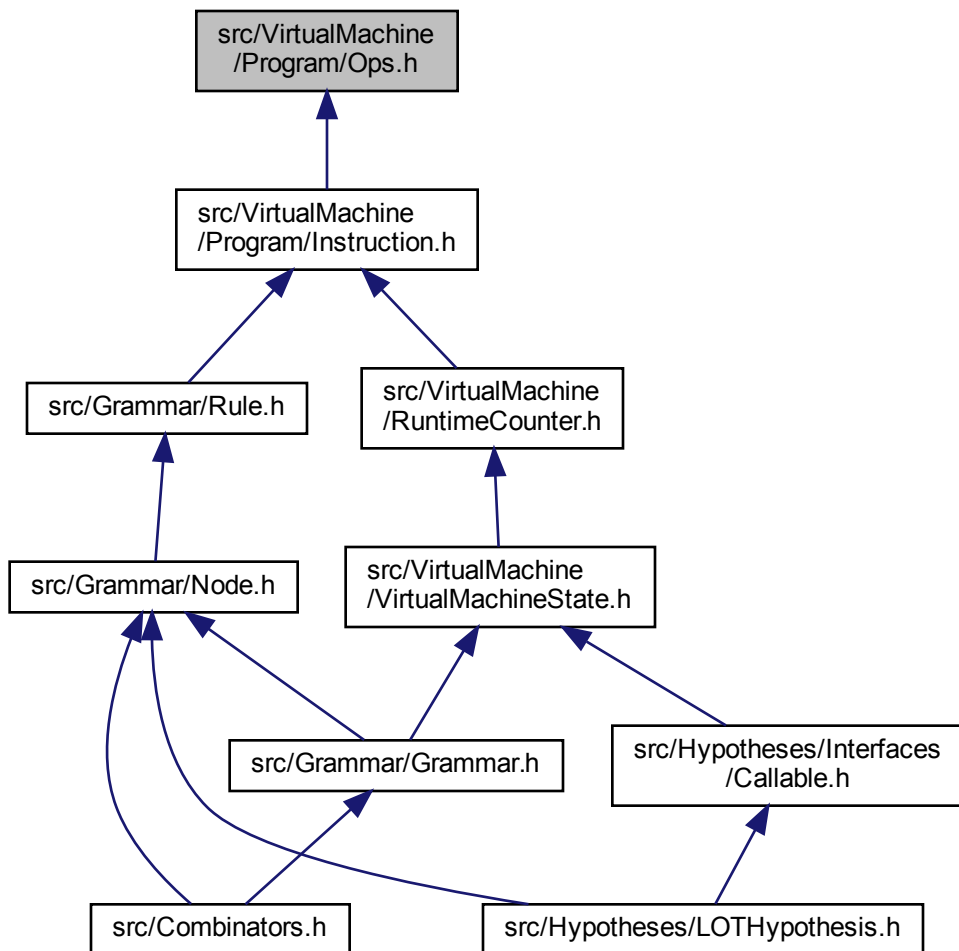 src/VirtualMachine
/Program/Ops.h
src/VirtualMachine
/Program/Instruction.h
src/Grammar/Rule.h
src/VirtualMachine
/RuntimeCounter.h
src/Grammar/Node.h
src/VirtualMachine
/VirtualMachineState.h
src/Grammar/Grammar.h
src/Hypotheses/Interfaces
/Callable.h
src/Combinators.h
src/Hypotheses/LOTHypothesis.h